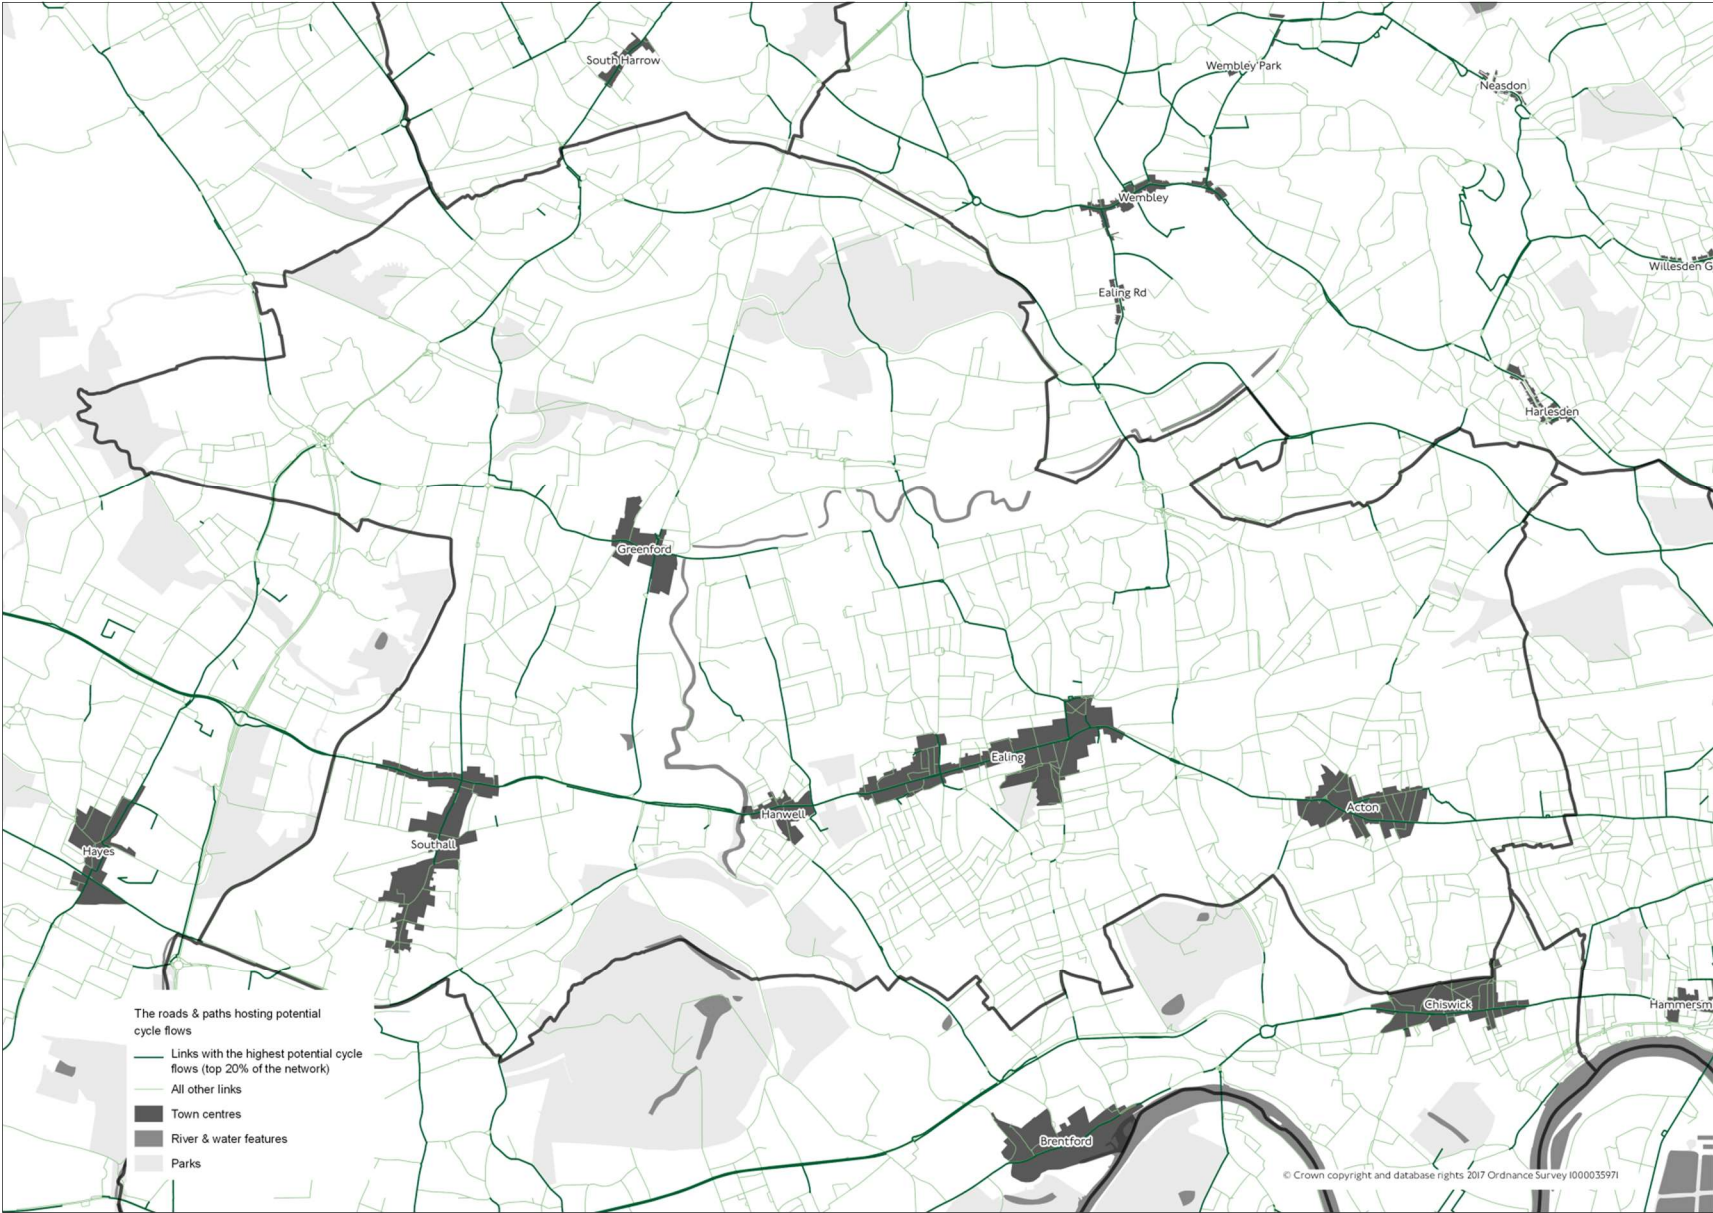 South Harrow
Wembley Park
Neasdon
Wembley
Willesden G
Ealing Rd
Harlesden
Greenford
Ealing
Hanwell
Acton
Southall
Hayes
Chiswick
Hammersm
Brentford
The roads & paths hosting potential
cycle flows
Links with the highest potential cycle
flows (top 20% of the network)
All other links
Town centres
River & water features
Parks
© Crown copyright and database rights 2017 Ordnance Survey 100003597l